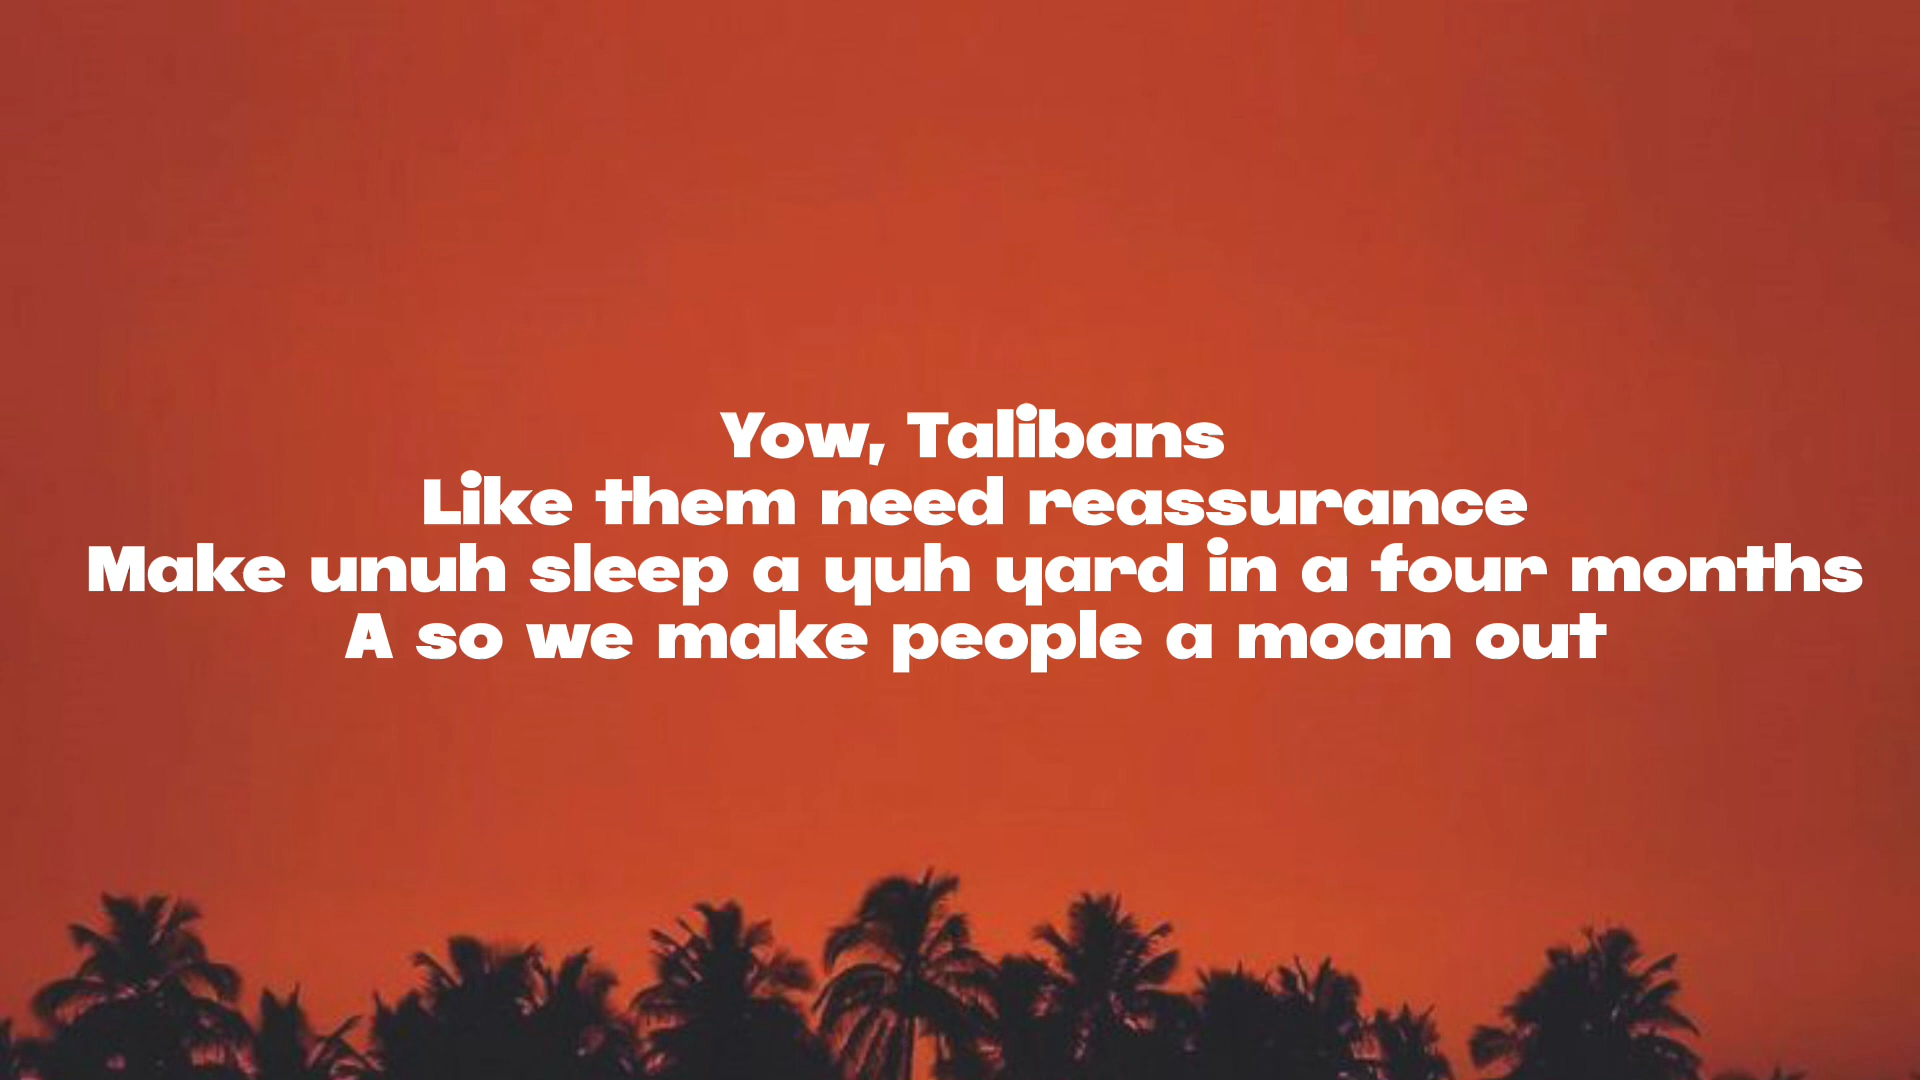 Yow, Talibans
Like them need reassurance
Make unuh sleep a yuh yard in a four months
A so we make people a moan out